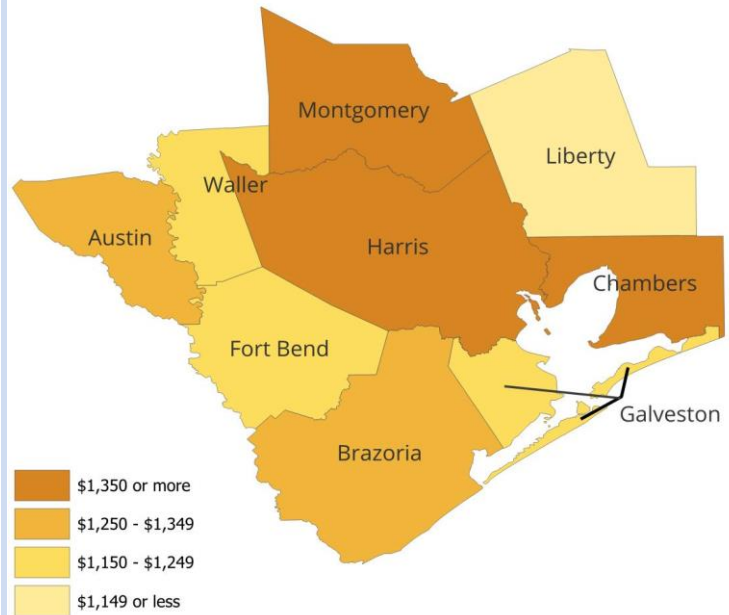 Montgomery
Liberty
Waller
Austin
Harris
Chambers
Fort Bend
Galveston
Brazoria
$1,350 or more
$1,250 - $1,349
$1,150 - $1,249
$1,149 or less